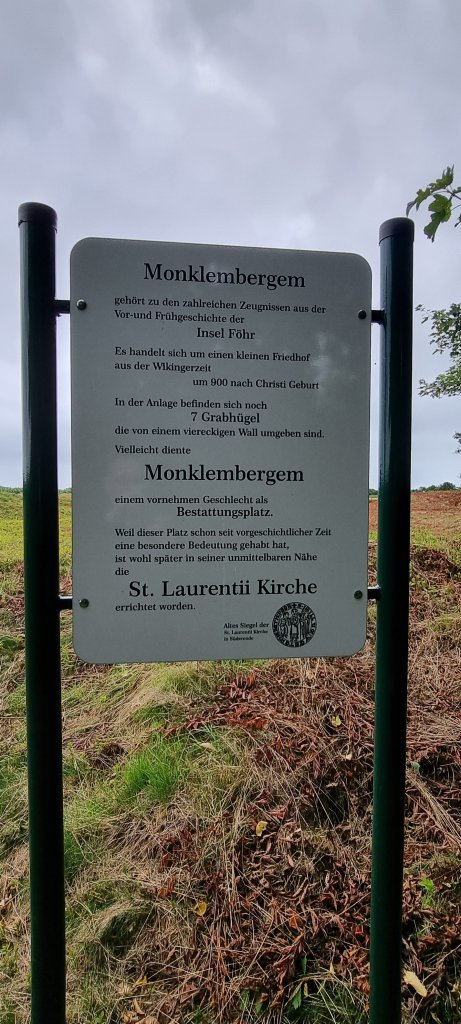 Monklembergem
gehört zu den zahlreichen Zeugnissen aus der
Vor-und Frühgeschichte der
Insel Föhr
Es handelt sich um einen kleinen Friedhof
aus der WIkingerzeit
um 900 nach Christi Geburt
In der Anlage befinden sich noch
7 Grabhügel
die von einem viereckigen Wall umgeben sind.
Vielleicht diente
Monklembergem
einem vornehmen Geschlecht als
Bestattungsplatz.
Weil dieser Platz schon seit vorgeschichtlicher Zeit
eine besondere Bedeutung gehabt hat,
ist wohl später in seiner unmittelbaren Nähe
die
St. Laurentii Kirche
errichtet worden.
Altes Siegel der
St. Laurentii Kirche
in Süderende